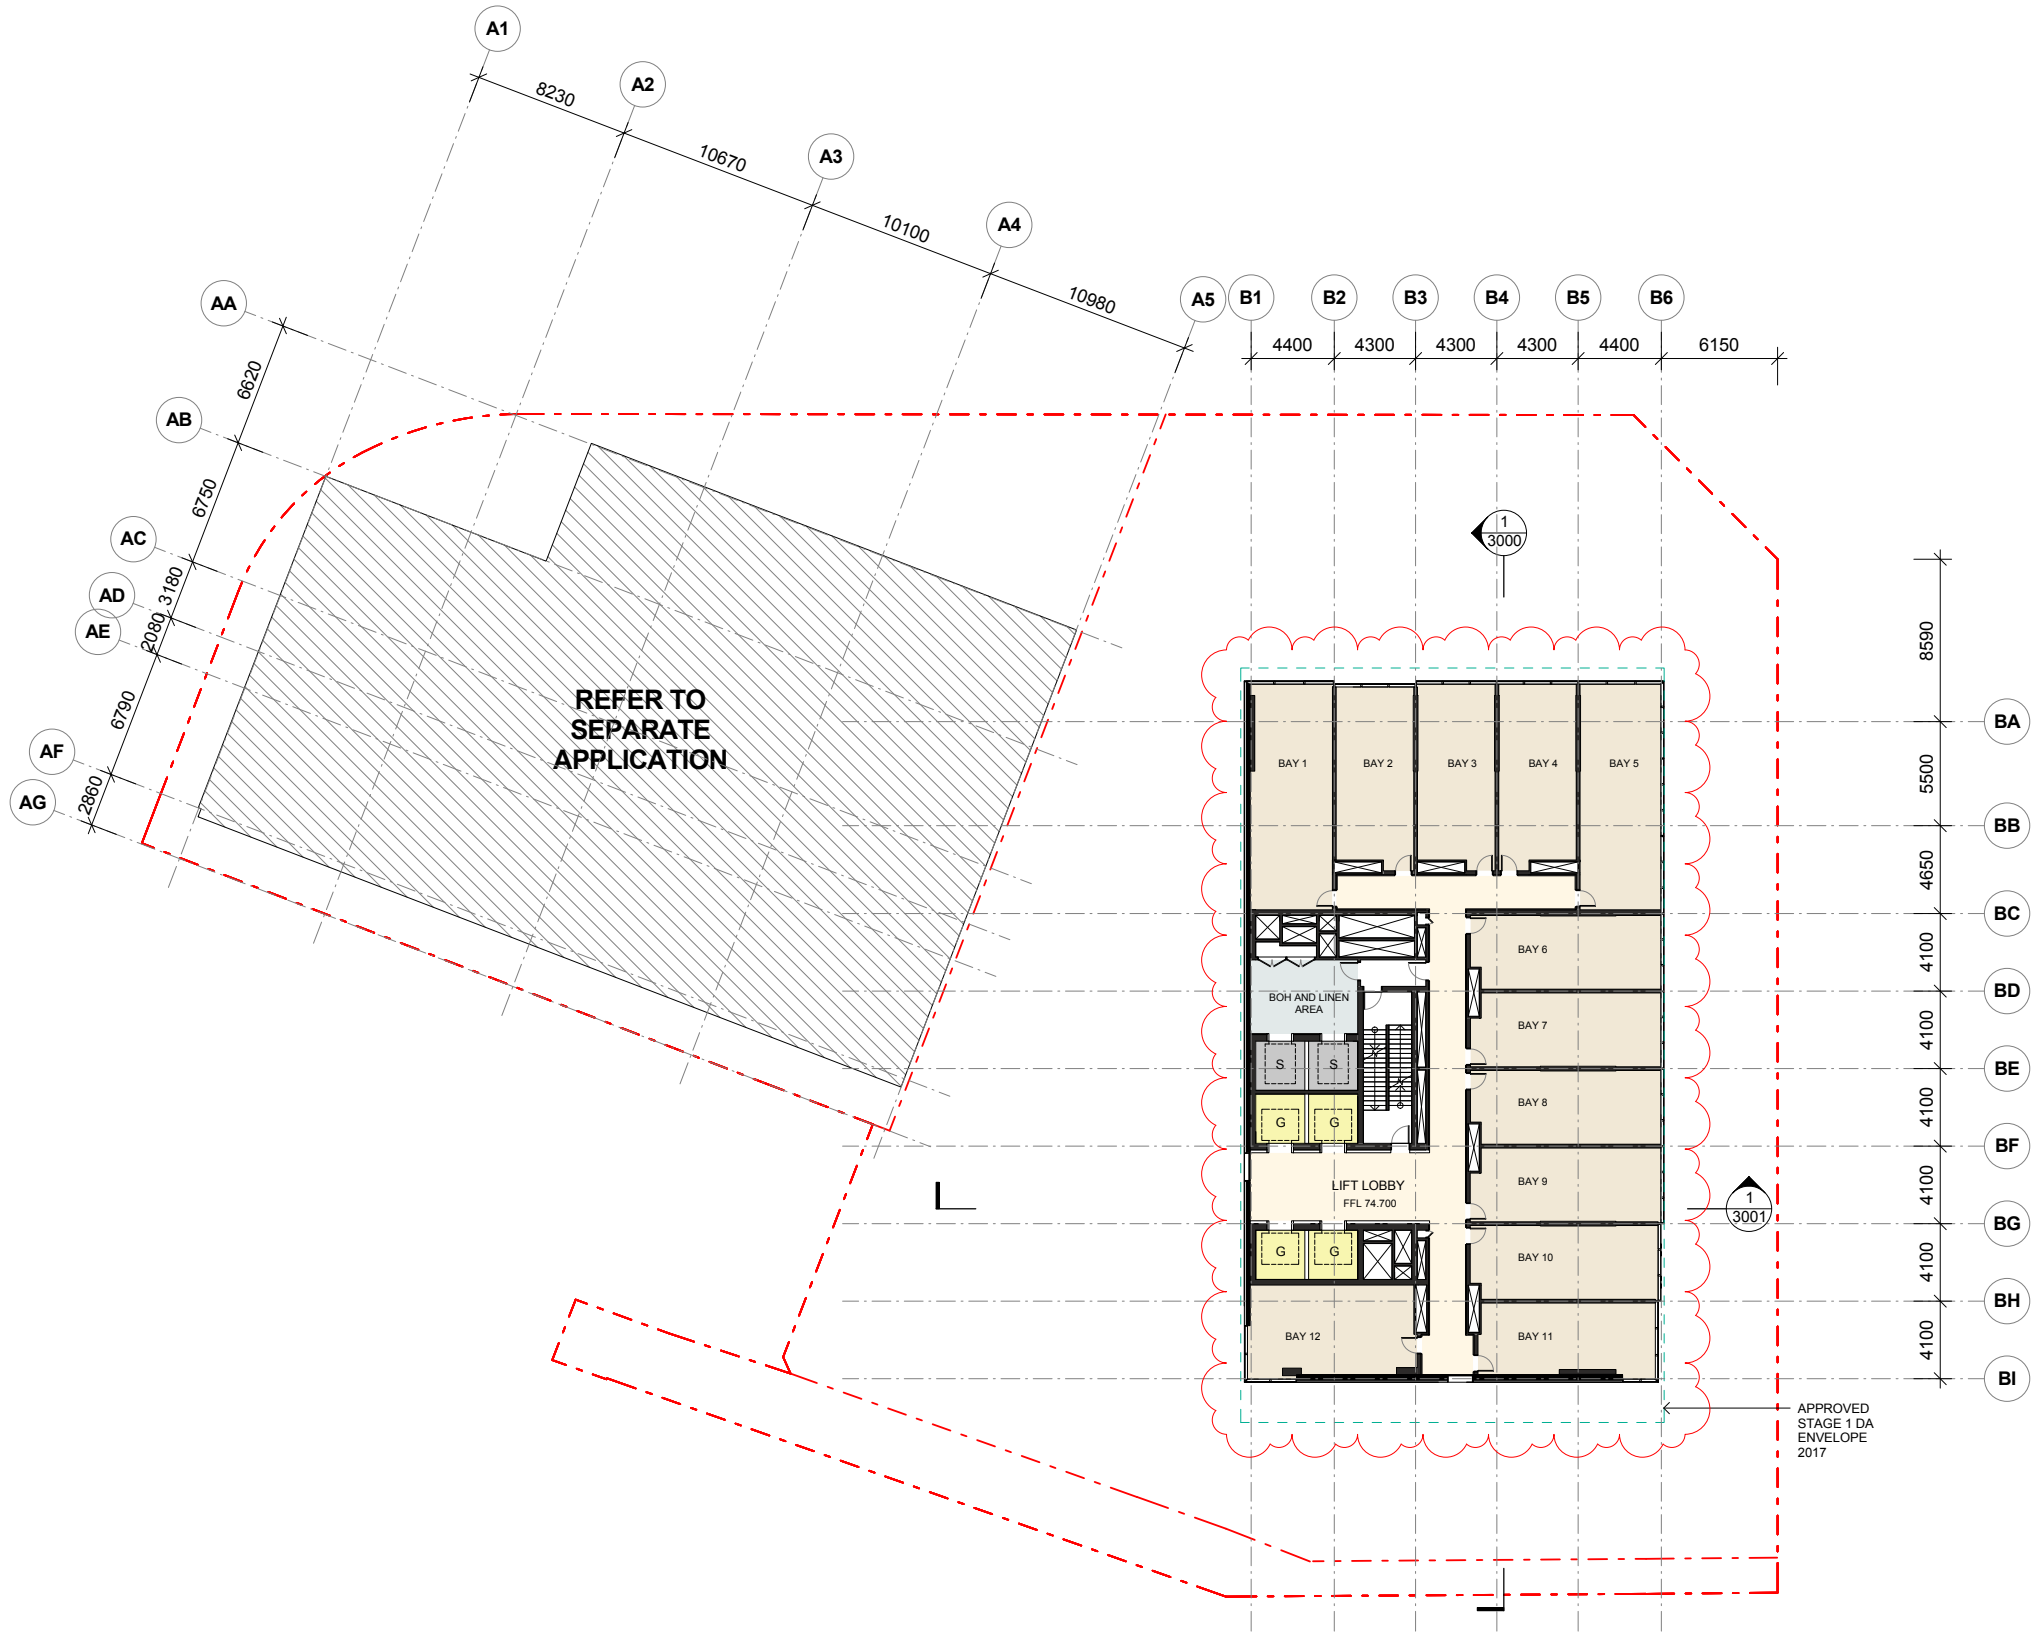 A1
A2
A3
A4
A5
B1
B2
B3
B4
B5
B6
8230
10670
10100
10980
4400
4300
4300
4300
4400
6150
AA
AB
AC
AD
AE
AF
AG
6620
6750
3180
2080
6790
2860
REFER TO
SEPARATE
APPLICATION
1
3000
8590
BA
5500
BB
4650
BC
4100
BD
4100
BE
4100
BF
4100
BG
4100
BH
4100
BI
BAY 1
BAY 2
BAY 3
BAY 4
BAY 5
BAY 6
BOH AND LINEN
AREA
BAY 7
S
S
BAY 8
G
G
LIFT LOBBY
FFL 74.700
BAY 9
1
3001
G
G
BAY 10
BAY 12
BAY 11
APPROVED
STAGE 1 DA
ENVELOPE
2017